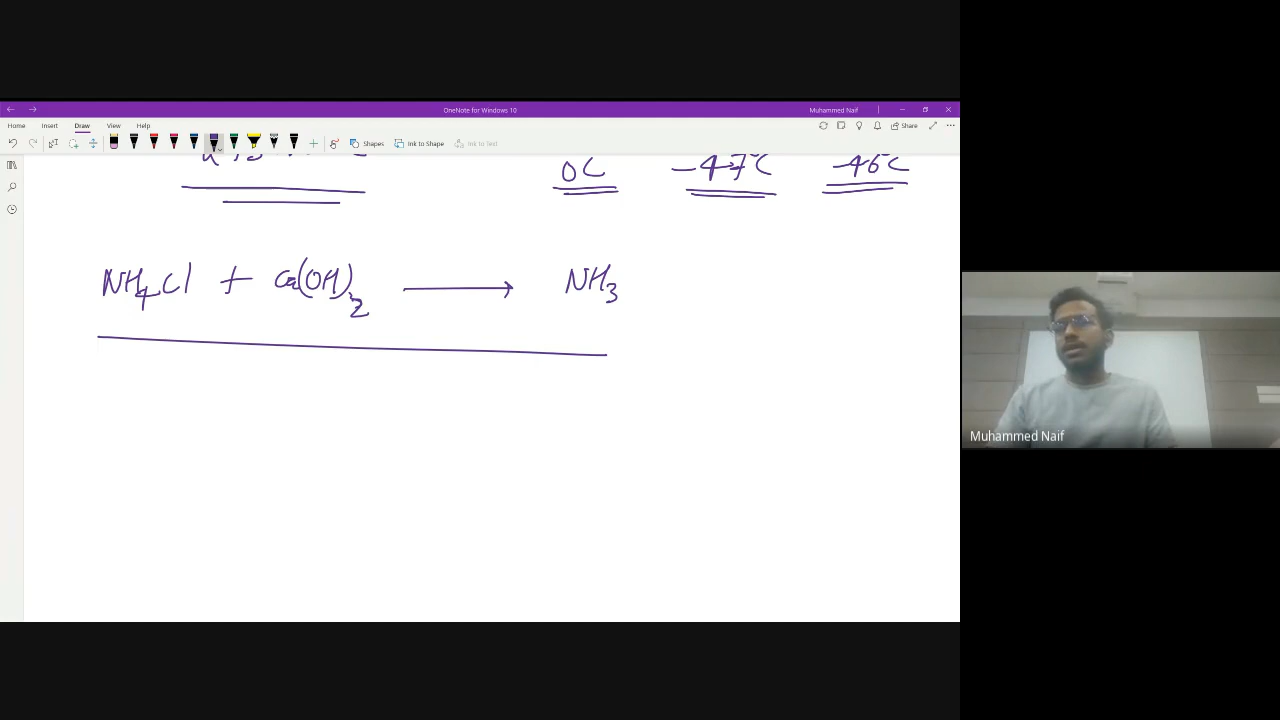 OneNote for Windows 10
Muhammed Naif
Home Insert Draw View Help
Share
Shapes Ink to Shape Ink to Text
0C -47°C -46°C
NH4Cl + Ca(OH)2 → NH3
Muhammed Naif